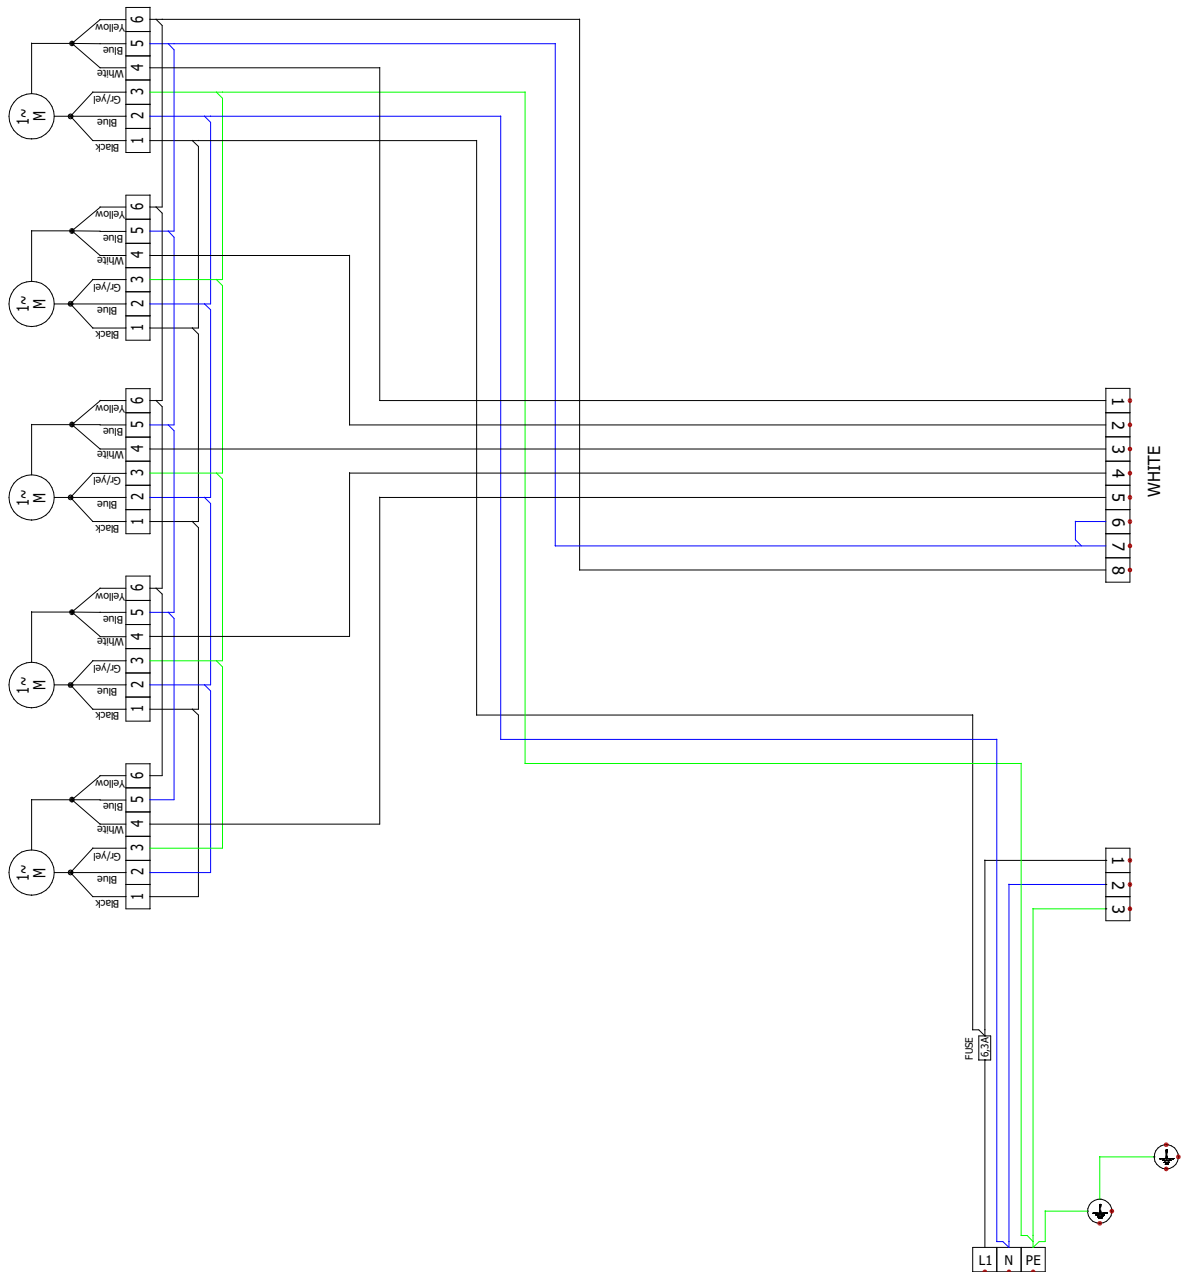 6
Yellow
5
Blue
4
White
3
Gr/yel
2
Blue
1
Black
1~
M
6
Yellow
5
Blue
4
White
3
Gr/yel
2
Blue
1
Black
1~
M
6
Yellow
5
Blue
4
White
3
Gr/yel
2
Blue
1
Black
1~
M
6
Yellow
5
Blue
4
White
3
Gr/yel
2
Blue
1
Black
1~
M
6
Yellow
5
Blue
4
White
3
Gr/yel
2
Blue
1
Black
1~
M
1
2
3
4
5
6
7
8
WHITE
1
2
3
FUSE
6,3A
L1 N PE